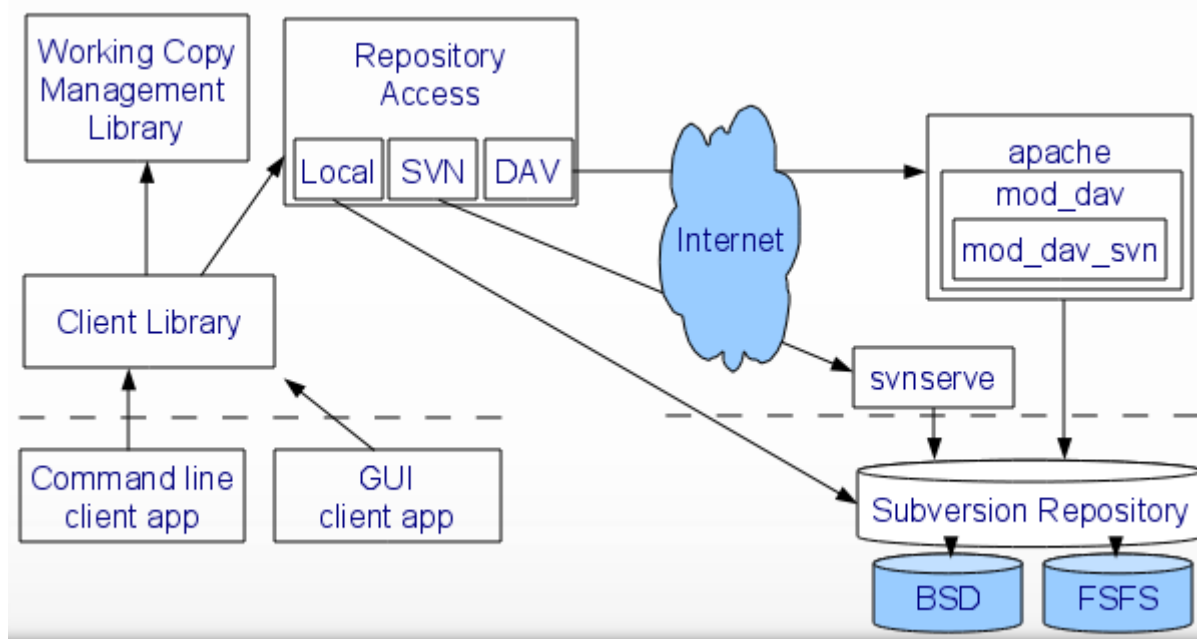 Working Copy
Management
Library
Repository
Access
Local
SVN
DAV
Internet
apache
mod_dav
mod_dav_svn
Client Library
svnserve
Command line
client app
GUI
client app
Subversion Repository
BSD
FSFS